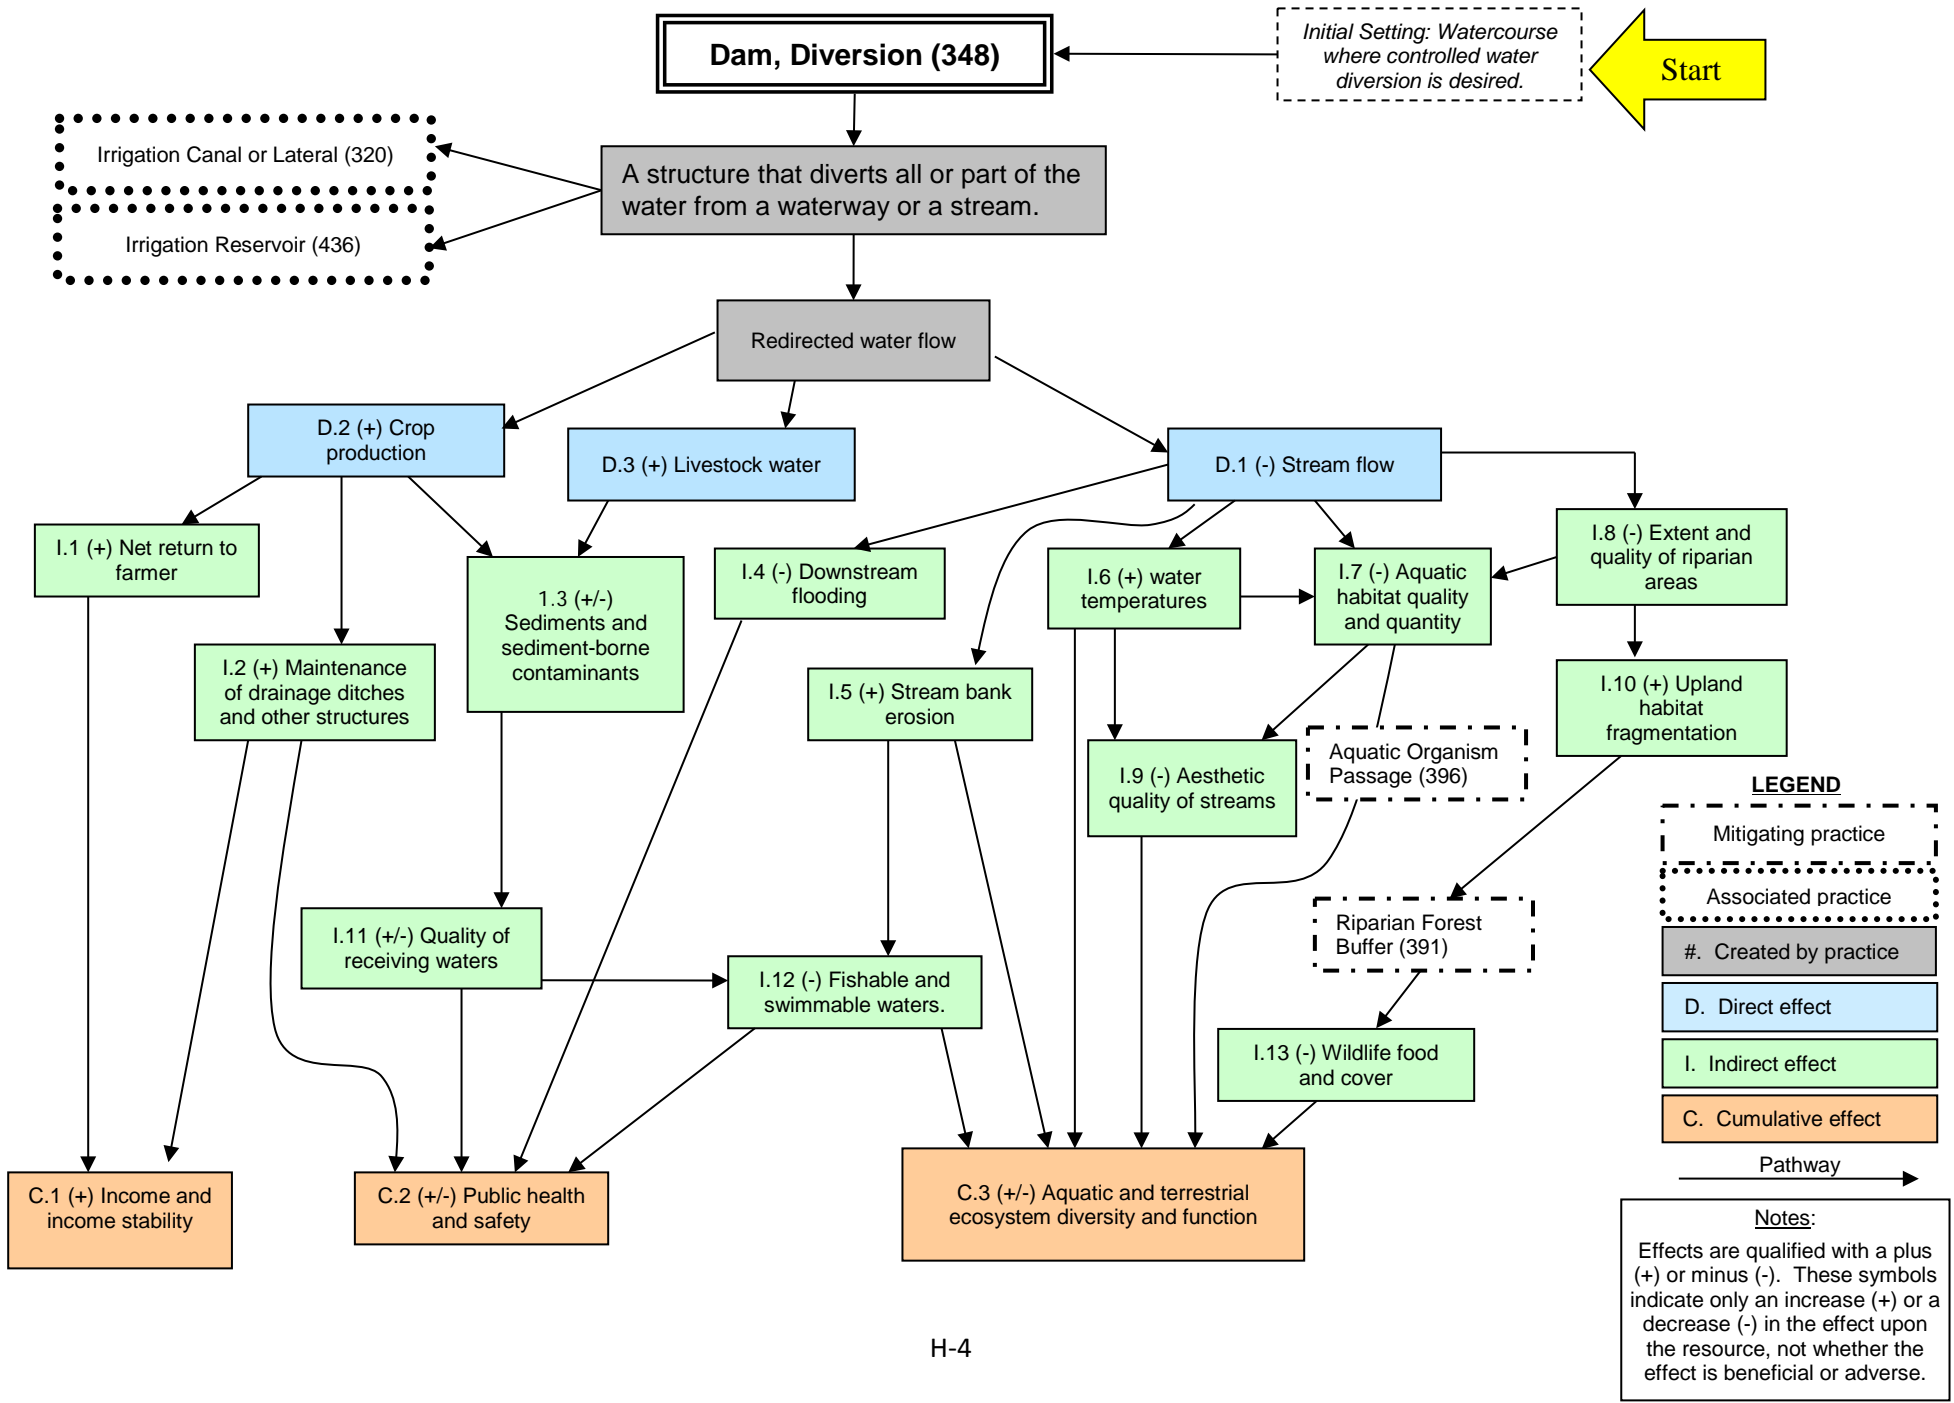 Dam, Diversion (348)
Initial Setting: Watercourse
where controlled water
diversion is desired.
Start
Irrigation Canal or Lateral (320)
A structure that diverts all or part of the
water from a waterway or a stream.
Irrigation Reservoir (436)
Redirected water flow
D.2 (+) Crop
production
D.3 (+) Livestock water
D.1 (-) Stream flow
I.1 (+) Net return to
farmer
1.3 (+/-)
Sediments and
sediment-borne
contaminants
I.4 (-) Downstream
flooding
I.6 (+) water
temperatures
I.7 (-) Aquatic
habitat quality
and quantity
I.8 (-) Extent and
quality of riparian
areas
I.2 (+) Maintenance
of drainage ditches
and other structures
I.5 (+) Stream bank
erosion
I.10 (+) Upland
habitat
fragmentation
I.9 (-) Aesthetic
quality of streams
Aquatic Organism
Passage (396)
I.11 (+/-) Quality of
receiving waters
I.12 (-) Fishable and
swimmable waters.
Riparian Forest
Buffer (391)
I.13 (-) Wildlife food
and cover
C.1 (+) Income and
income stability
C.2 (+/-) Public health
and safety
C.3 (+/-) Aquatic and terrestrial
ecosystem diversity and function
LEGEND
Mitigating practice
Associated practice
#. Created by practice
D. Direct effect
I. Indirect effect
C. Cumulative effect
Pathway
Notes:
Effects are qualified with a plus
(+) or minus (-). These symbols
indicate only an increase (+) or a
decrease (-) in the effect upon
the resource, not whether the
effect is beneficial or adverse.
H-4